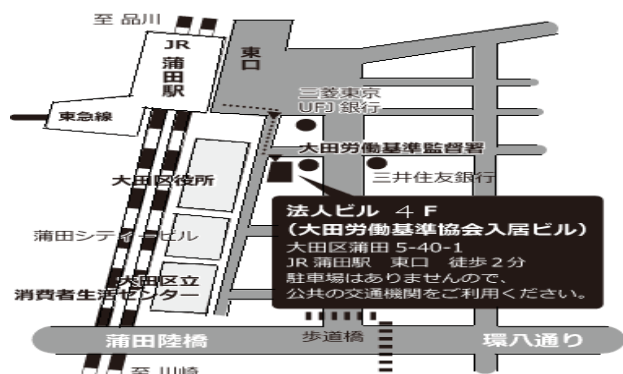 至 品川
JR
蒲田駅
東口
東急線
三菱東京
UFJ 銀行
大田労働基準監督署
大田区役所
三井住友銀行
法人ビル 4 F
(大田労働基準協会入居ビル)
大田区蒲田 5-40-1
JR 蒲田駅 東口 徒歩 2 分
駐車場はありませんので、
公共の交通機関をご利用ください。
蒲田シティービル
大田区立
消費者生活センター
蒲田陸橋
歩道橋
環八通り
至 川崎